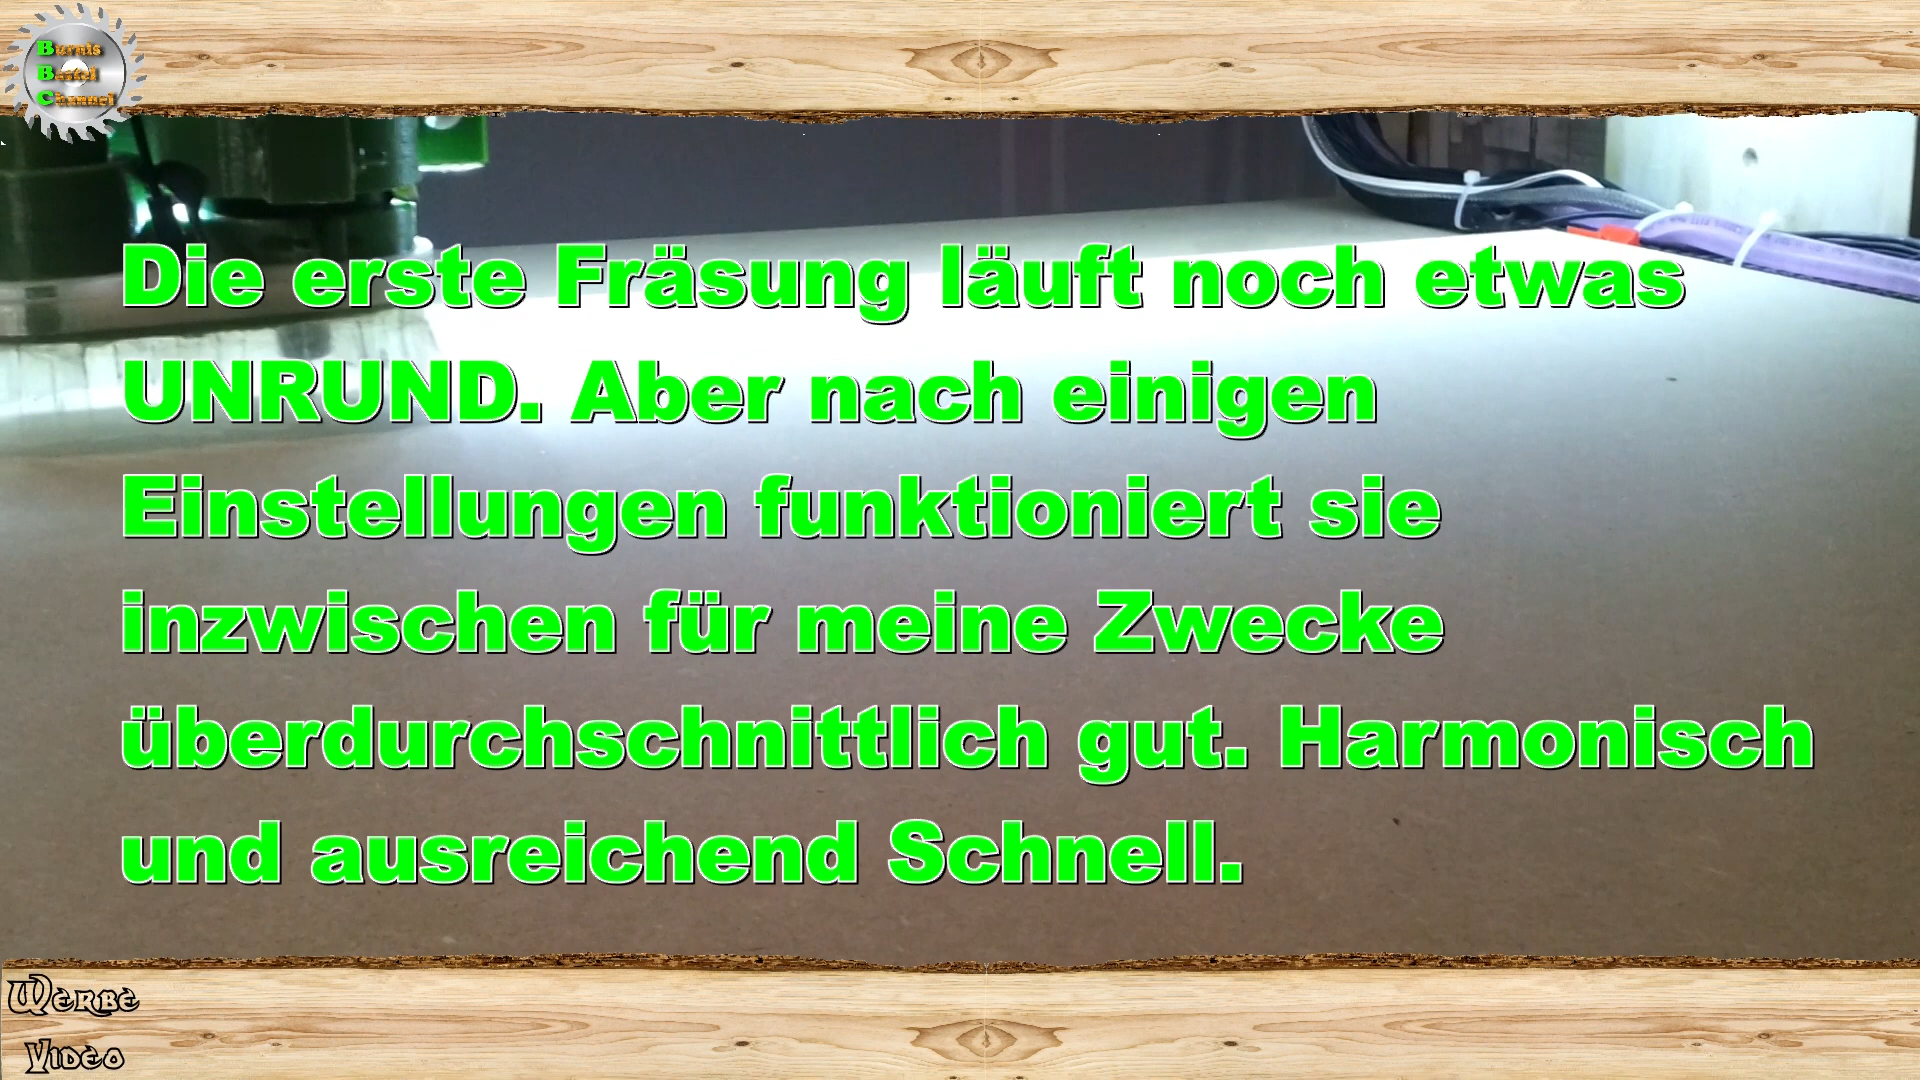 Burnis
Bastel
Channel
Die erste Fräsung läuft noch etwas
UNRUND. Aber nach einigen
Einstellungen funktioniert sie
inzwischen für meine Zwecke
überdurchschnittlich gut. Harmonisch
und ausreichend Schnell.
Werbe
Video